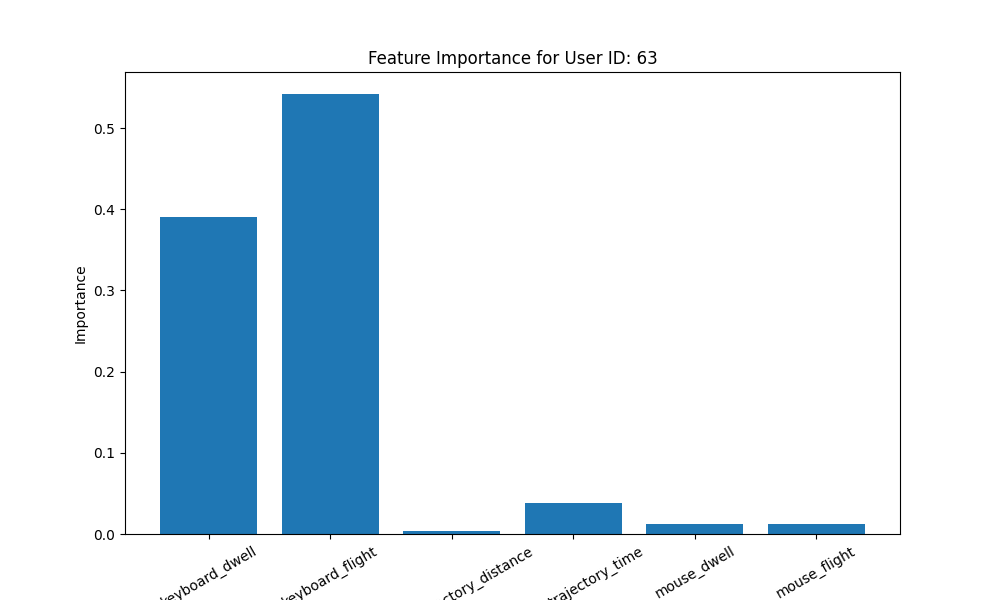 Feature Importance for User ID: 63
Importance
0.5
0.4
0.3
0.2
0.1
0.0
keyboard_dwell
keyboard_flight
ctory_distance
trajectory_time
mouse_dwell
mouse_flight